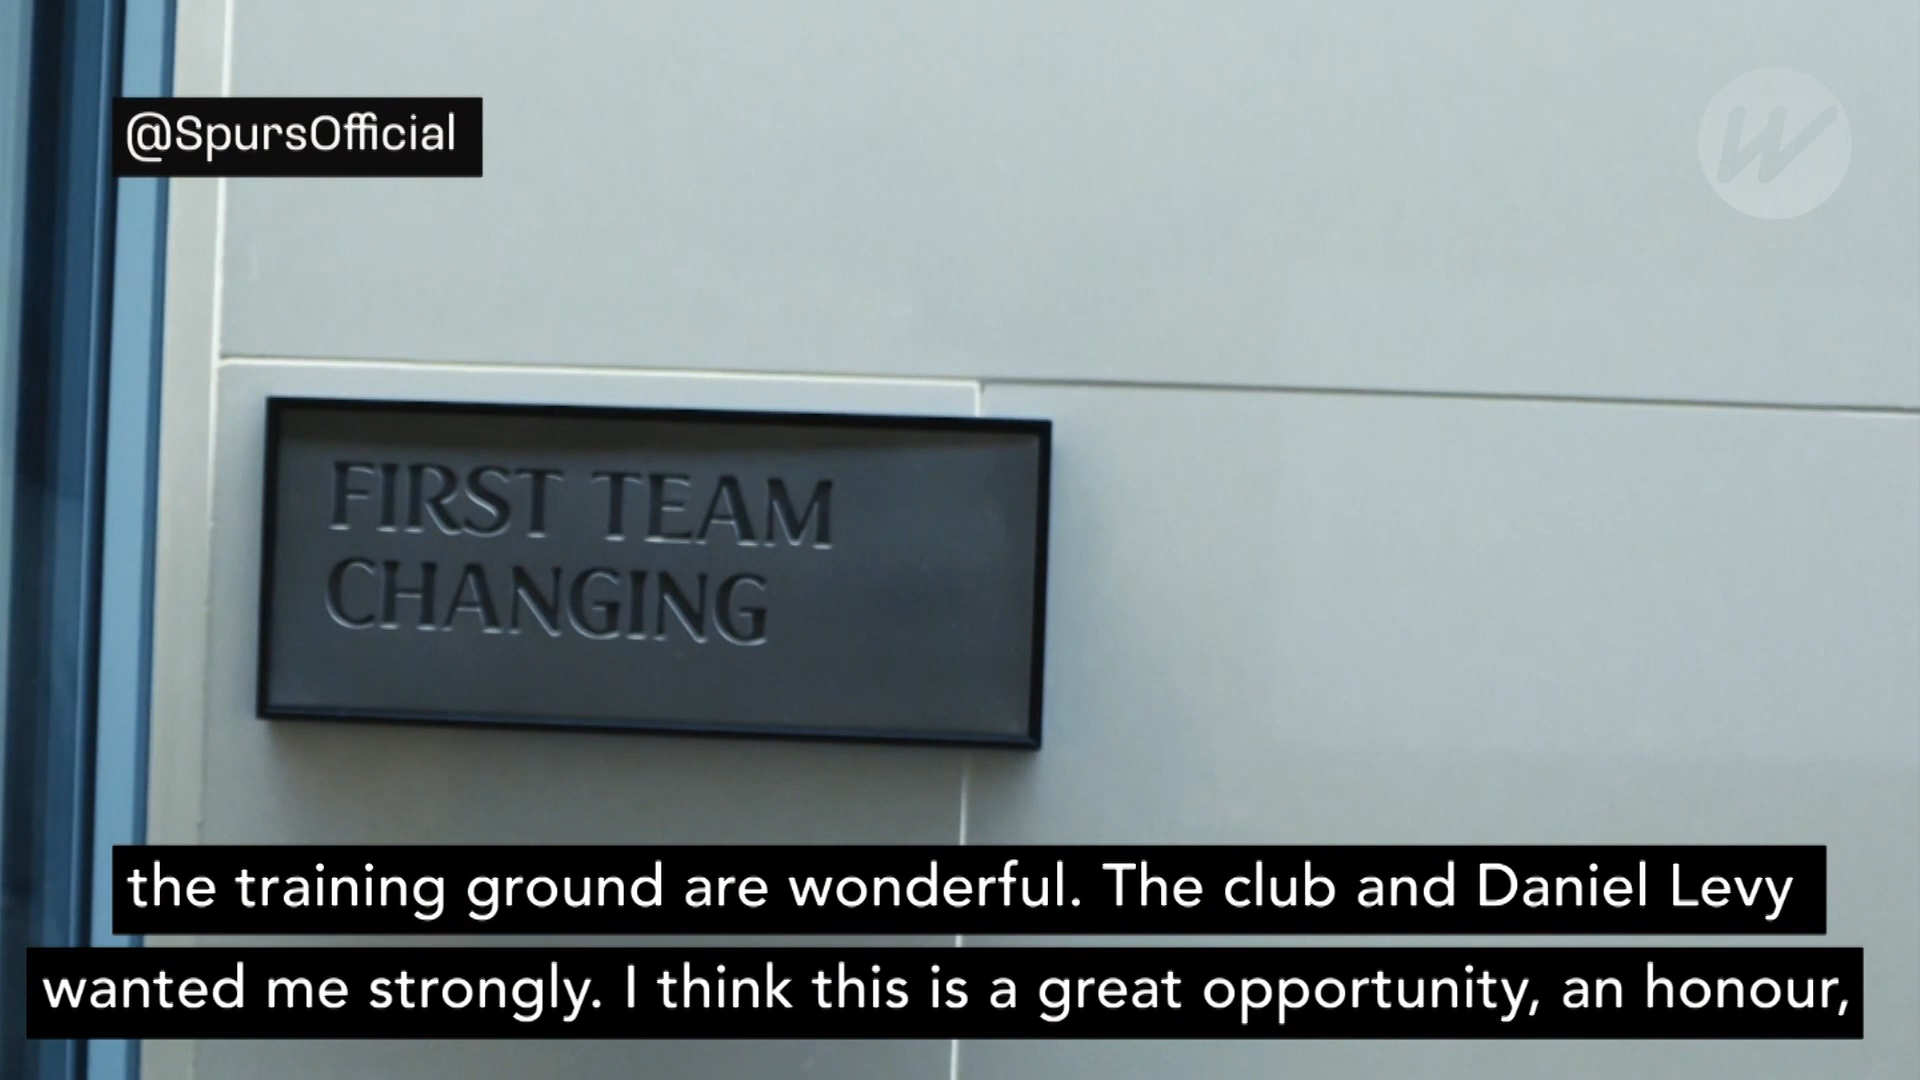 @SpursOfficial
W
FIRST TEAM
CHANGING
the training ground are wonderful. The club and Daniel Levy
wanted me strongly. I think this is a great opportunity, an honour,